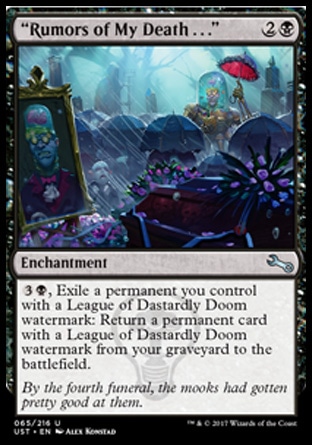 “Rumors of My Death . . .” 2
Enchantment
3, Exile a permanent you control
with a League of Dastardly Doom
watermark: Return a permanent card
with a League of Dastardly Doom
watermark from your graveyard to the
battlefield.
By the fourth funeral, the mooks had gotten
pretty good at them.
065/216 U
UST • EN Alex Konstad
™ & © 2017 Wizards of the Coast